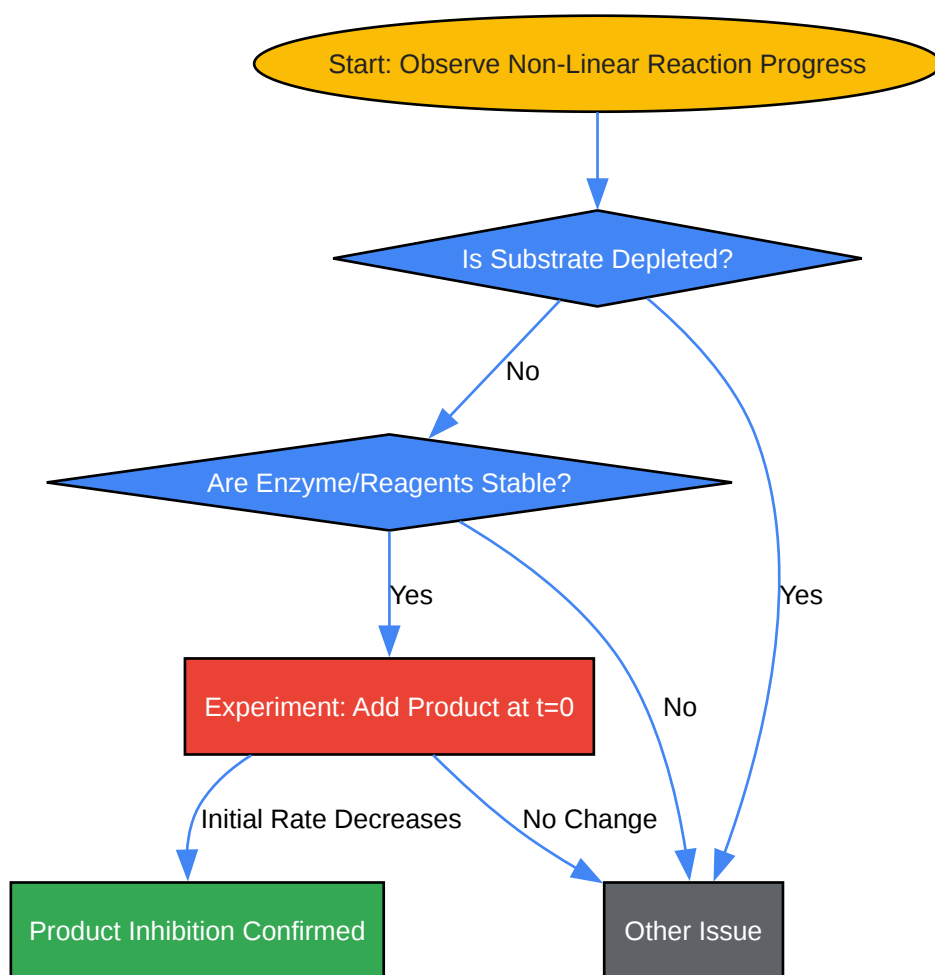 Start: Observe Non-Linear Reaction Progress
Is Substrate Depleted?
No
Are Enzyme/Reagents Stable?
Yes
Yes
Experiment: Add Product at t=0
No
Initial Rate Decreases
No Change
Product Inhibition Confirmed
Other Issue